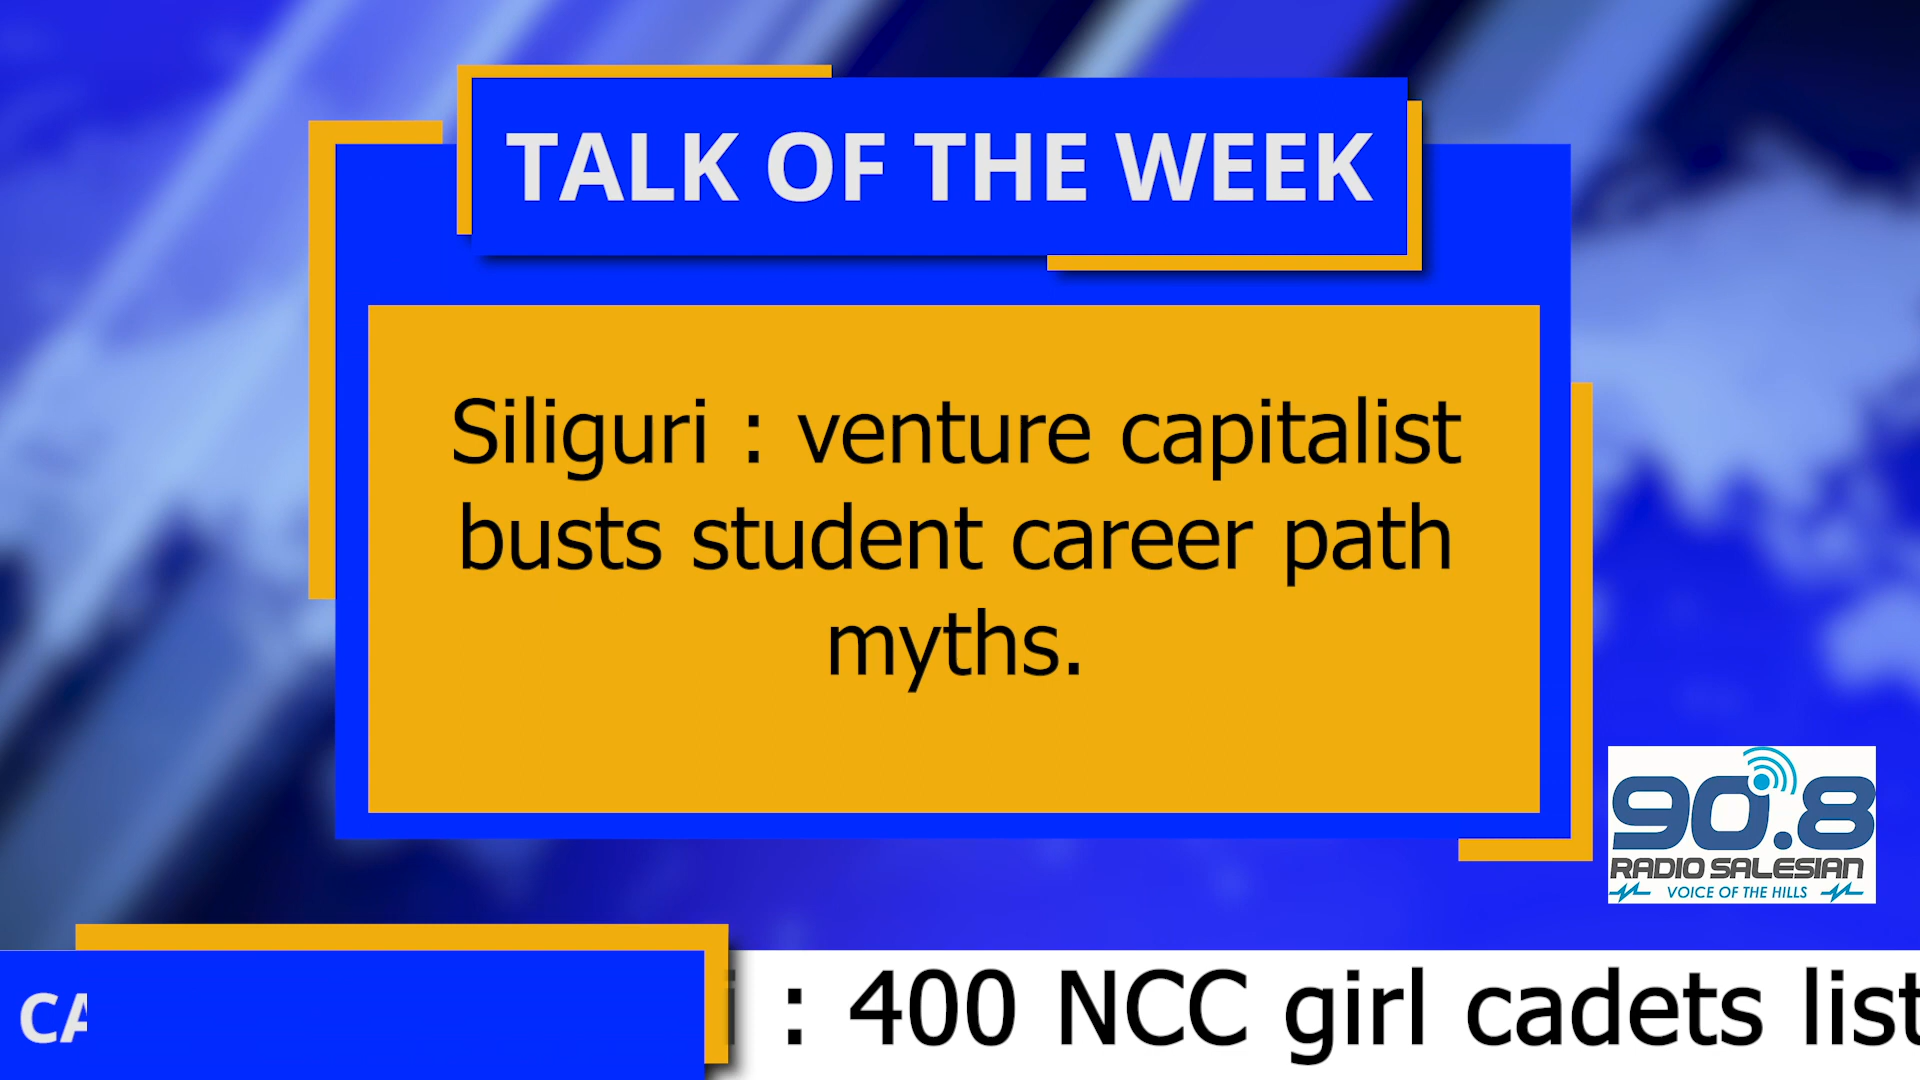 TALK OF THE WEEK
Siliguri : venture capitalist
busts student career path
myths.
90.8
RADIO SALESIAN
VOICE OF THE HILLS
: 400 NCC girl cadets